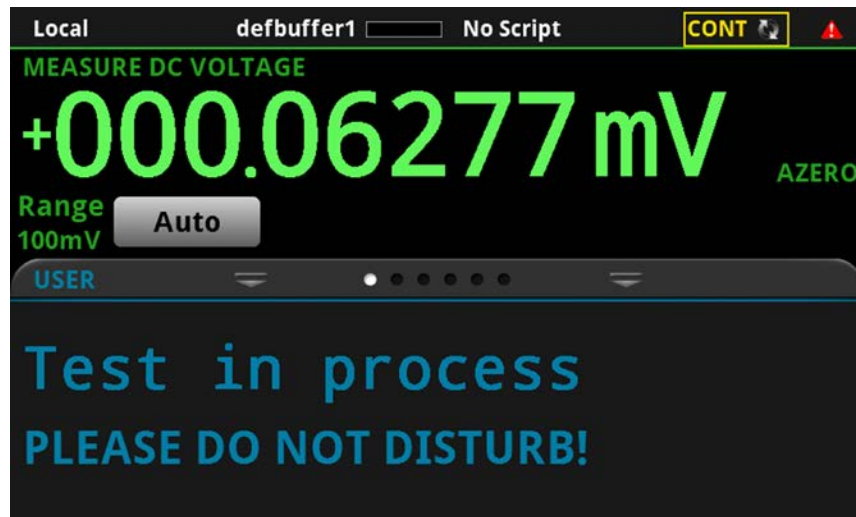 Local defbuffer1 No Script CONT
MEASURE DC VOLTAGE
+000.06277 mV
AZERO
Range
100mV
Auto
USER
Test in process
PLEASE DO NOT DISTURB!